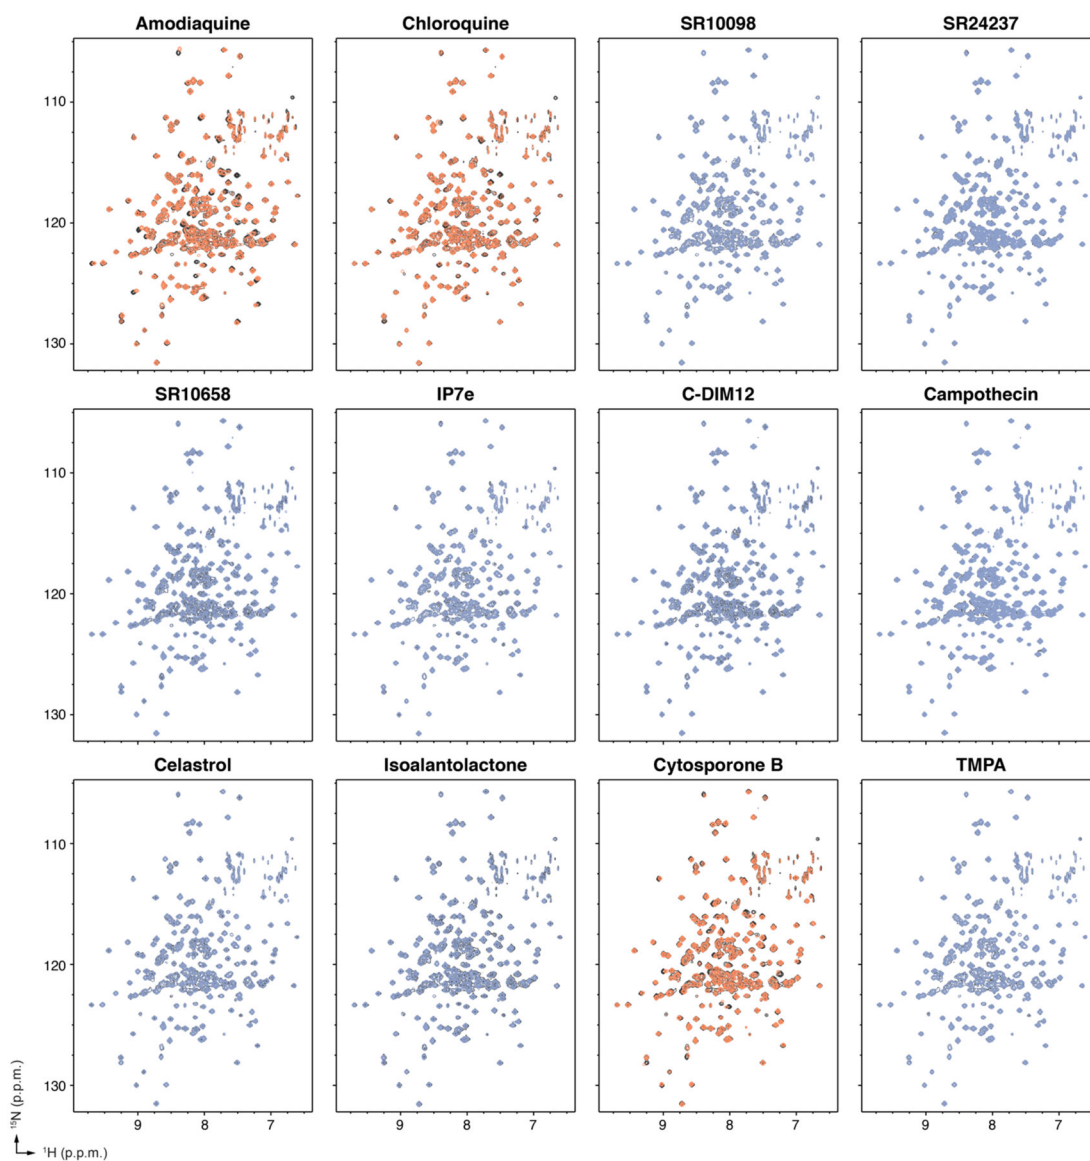 Amodiaquine Chloroquine SR10098 SR24237
110
120
130
SR10658 IP7e C-DIM12 Campothecin
110
120
130
Celastrol Isoalantolactone Cytosporone B TMPA
110
120
130
9 8 7 9 8 7 9 8 7 9 8 7
¹⁵N (p.p.m.)
¹H (p.p.m.)